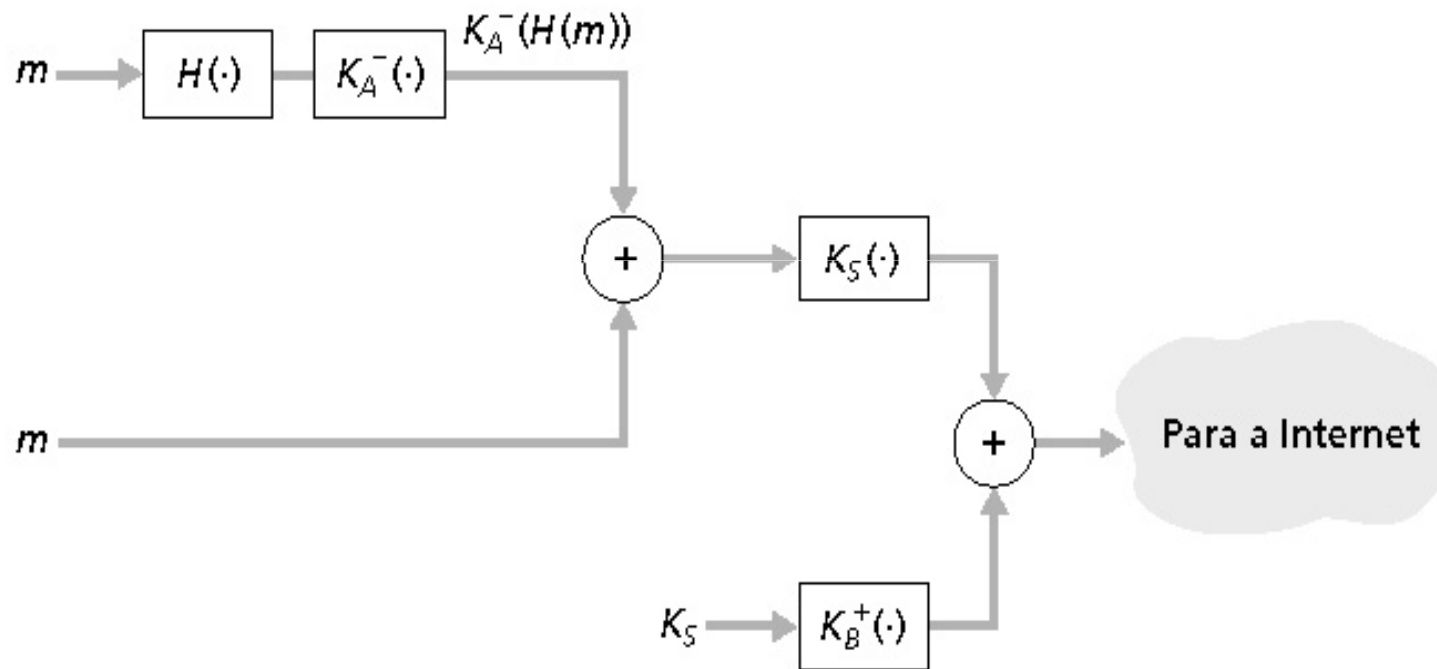 K_A^-(H(m))
m
H(·)
K_A^-(·)
+
K_S(·)
m
+
Para a Internet
K_S
K_B^+(·)